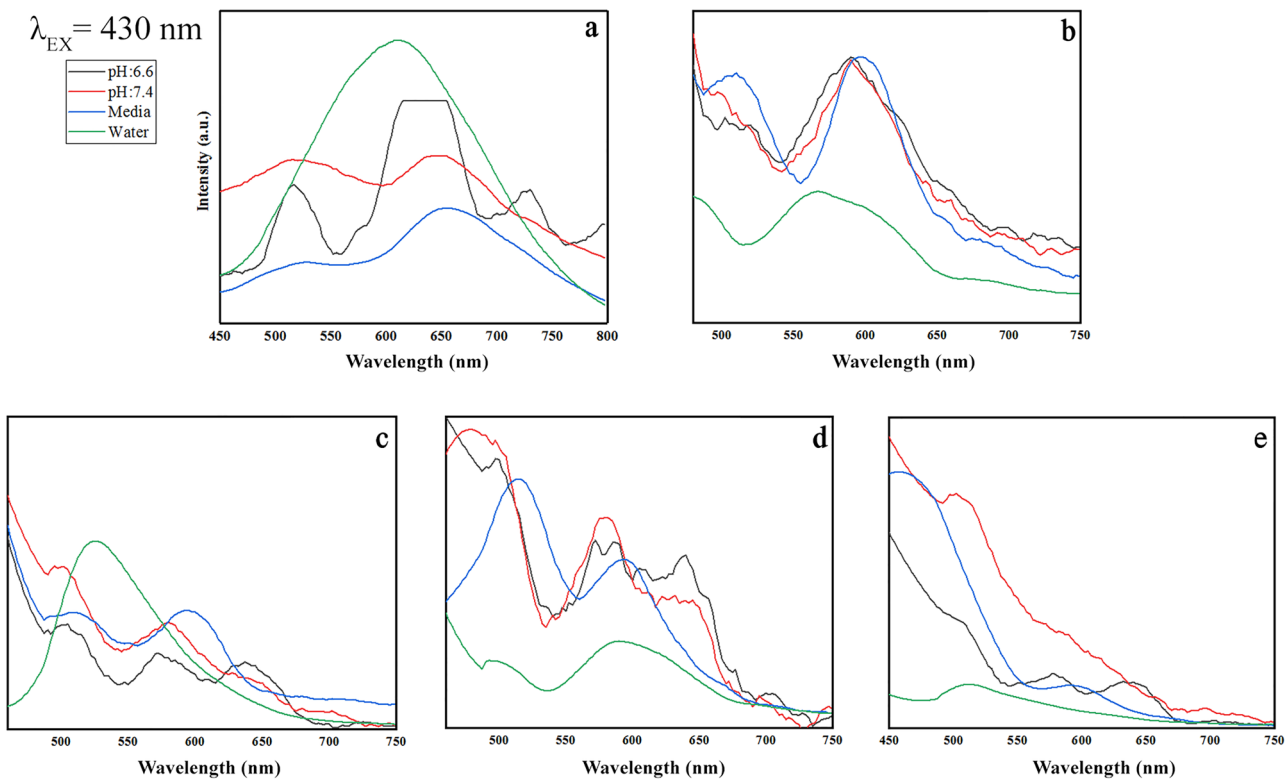 λEX= 430 nm
pH:6.6
pH:7.4
Media
Water
a
b
Intensity (a.u.)
450 500 550 600 650 700 750 800
500 550 600 650 700 750
Wavelength (nm)
Wavelength (nm)
c
d
e
500 550 600 650 700 750
500 550 600 650 700 750
450 500 550 600 650 700 750
Wavelength (nm)
Wavelength (nm)
Wavelength (nm)